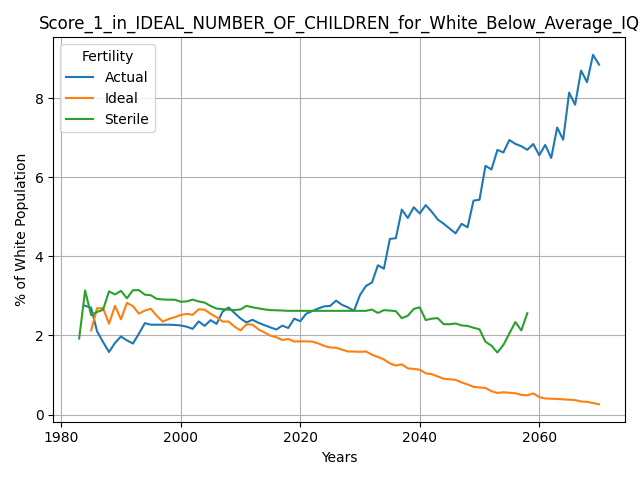 Score_1_in_IDEAL_NUMBER_OF_CHILDREN_for_White_Below_Average_IQ
Fertility
Actual
Ideal
Sterile
% of White Population
8
6
4
2
0
1980 2000 2020 2040 2060
Years